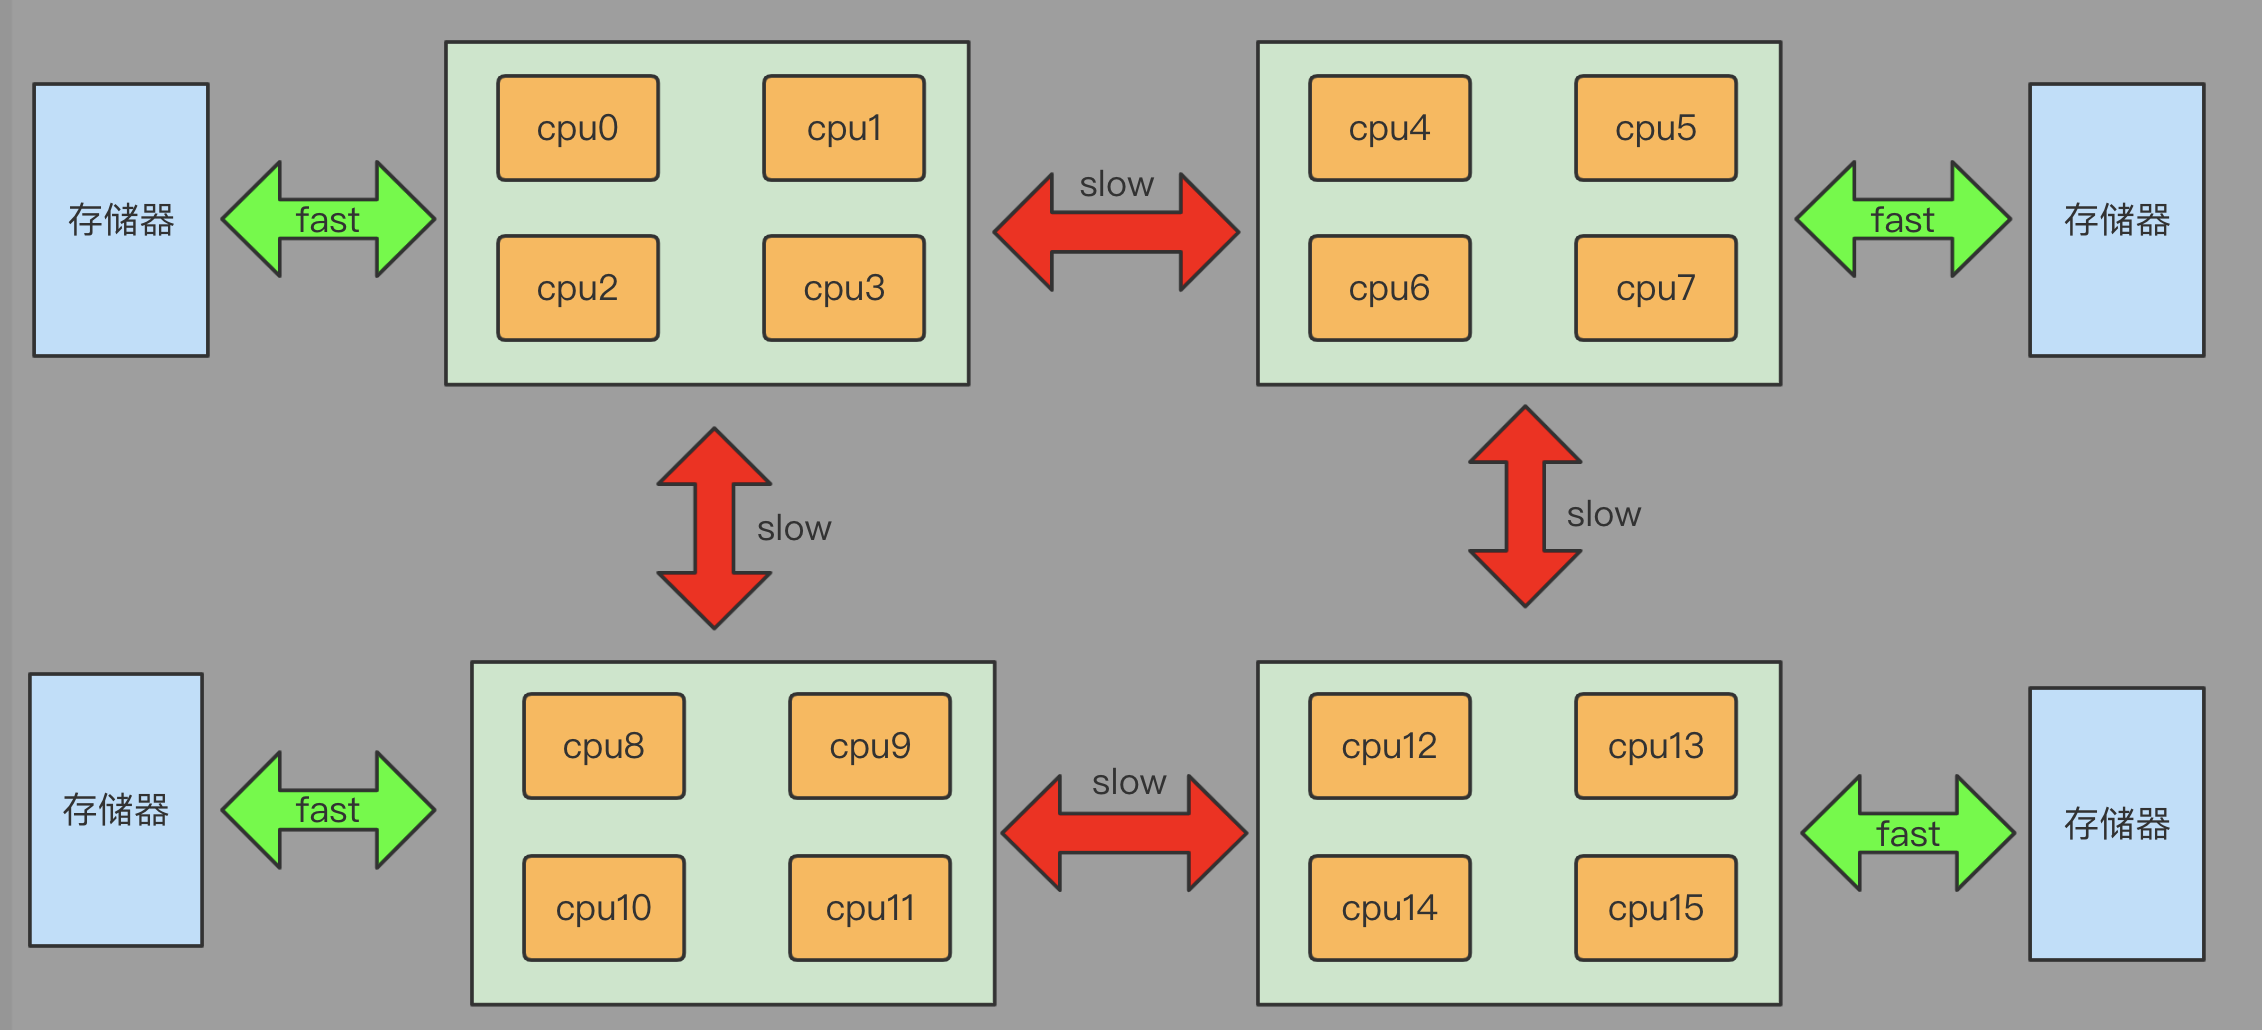 cpu0
cpu1
cpu4
cpu5
slow
存储器
fast
fast
存储器
cpu2
cpu3
cpu6
cpu7
slow
slow
cpu8
cpu9
cpu12
cpu13
slow
存储器
fast
fast
存储器
cpu10
cpu11
cpu14
cpu15